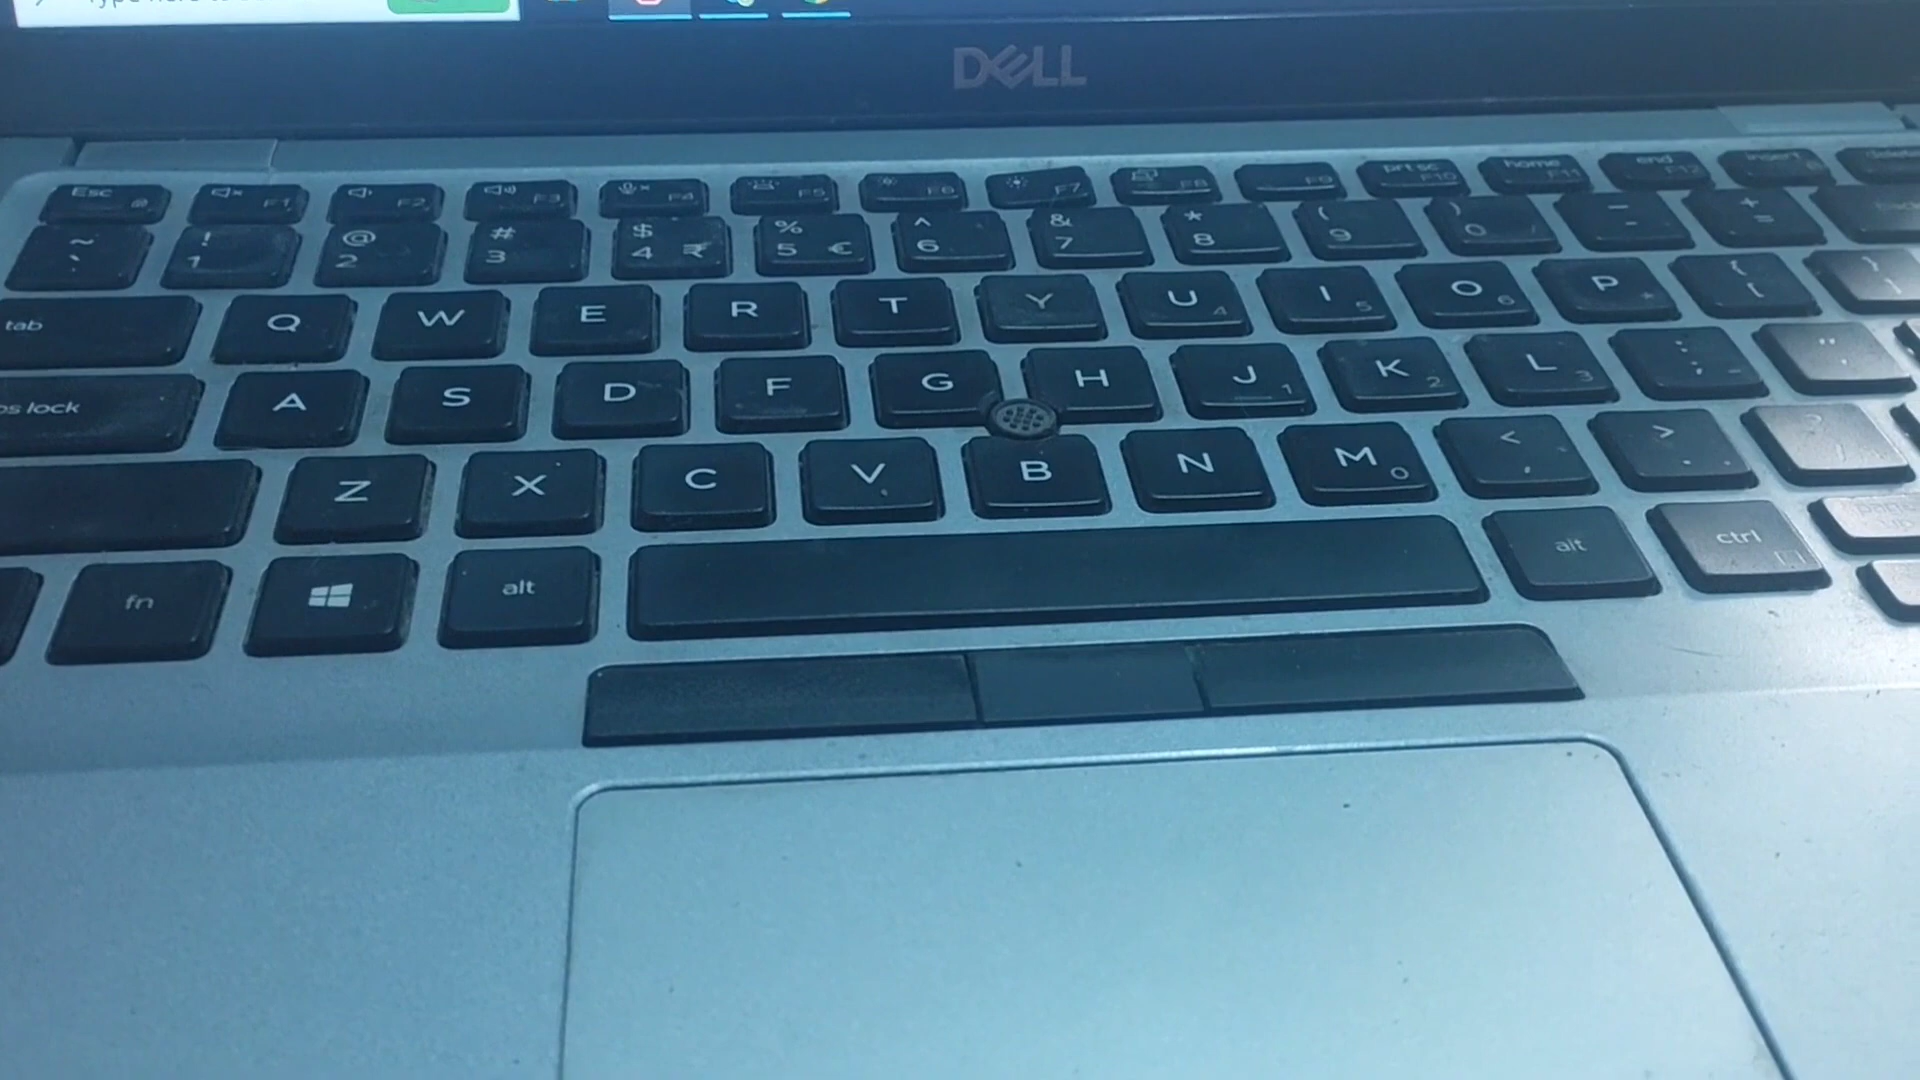 DELL
Esc F1 F2 F3 F4 F5 F6 F7 F8 F9 prt sc F10 home F11 end F12 insert
~ ! @ # $ % ^ & * ( ) _ +
` 1 2 3 4 ₹ 5 € 6 7 8 9 0 - =
tab Q W E R T Y U 4 I 5 O 6 P * { [ } ]
lock A S D F G H J 1 K 2 L 3 : ; " '
Z X C V B N M 0 < , > . ? /
fn alt alt ctrl
page up